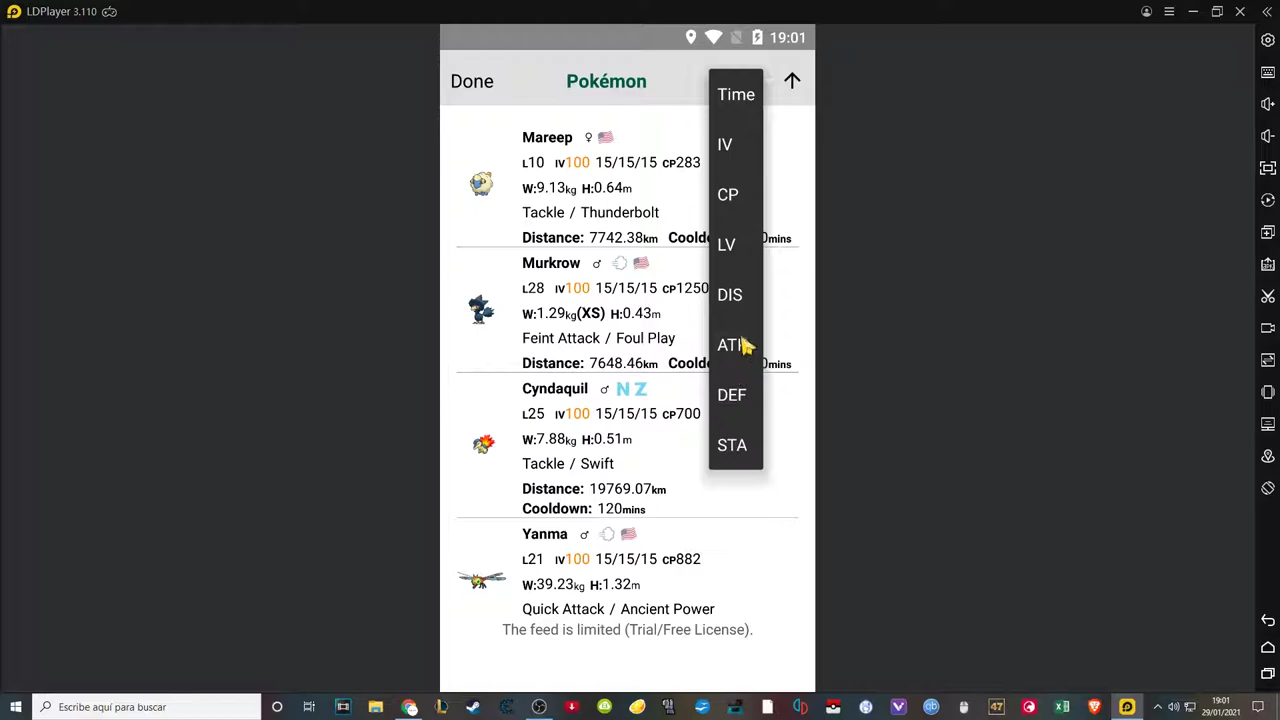 LDPlayer 3.110
19:01
Done Pokémon
Time
IV
CP
LV
DIS
DEF
STA
Mareep ♀
L10 IV100 15/15/15 CP283
W:9.13kg H:0.64m
Tackle / Thunderbolt
Distance: 7742.38km 0mins
Murkrow ♂
L28 IV100 15/15/15 CP1250
W:1.29kg(XS) H:0.43m
Feint Attack / Foul Play
Distance: 7648.46km 0mins
Cyndaquil ♂ N Z
L25 IV100 15/15/15 CP700
W:7.88kg H:0.51m
Tackle / Swift
Distance: 19769.07km
Cooldown: 120mins
Yanma ♂
L21 IV100 15/15/15 CP882
W:39.23kg H:1.32m
Quick Attack / Ancient Power
The feed is limited (Trial/Free License).
Escribe aquí para buscar
19:01
29/01/2021